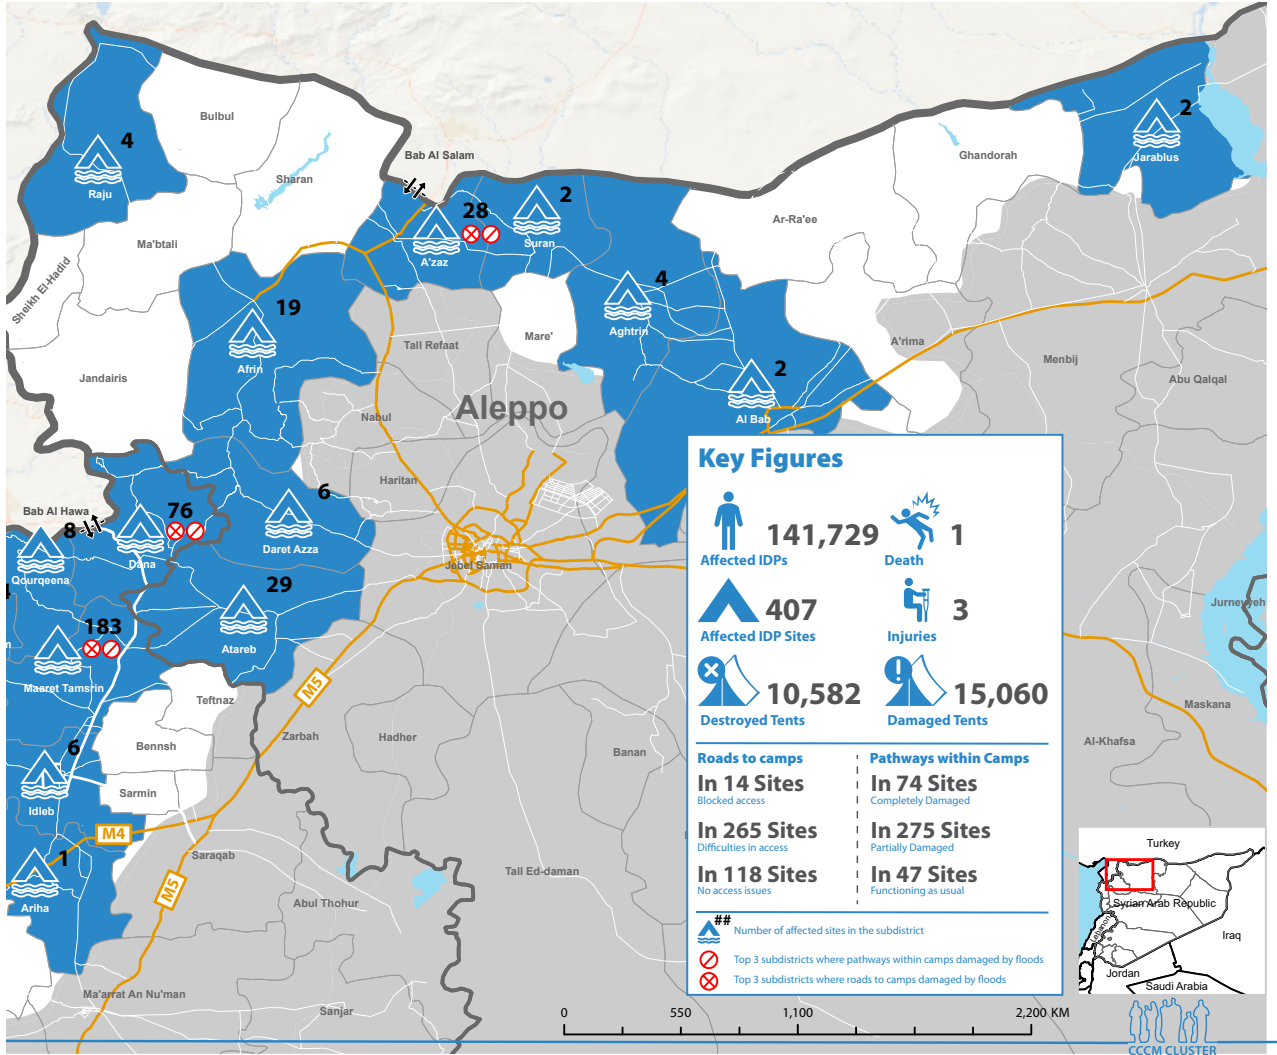 Bulbul
4
Raju
Sharan
Bab Al Salam
Ma'btali
Sheikh El-Hadid
Jandairis
28
A'zaz
2
Suran
Ghandorah
2
Jarablus
Ar-Ra'ee
19
Afrin
4
Aghtrin
Mare'
Tall Refaat
A'rima
Menbij
Abu Qalqal
2
Al Bab
Nabul
Aleppo
Haritan
Bab Al Hawa
8
Qourqeena
76
Dana
6
Daret Azza
Jebel Saman
29
Atareb
183
Maaret Tamsrin
M5
Teftnaz
Bennsh
Zarbah
Hadher
Banan
6
Idleb
Sarmin
M4
Saraqab
1
Ariha
M5
Abul Thohur
Tall Ed-daman
Ma'arrat An Nu'man
Sanjar
Jurneyyeh
Maskana
Al-Khafsa
Key Figures
141,729
Affected IDPs
1
Death
407
Affected IDP Sites
3
Injuries
10,582
Destroyed Tents
15,060
Damaged Tents
Roads to camps
In 14 Sites
Blocked access
In 265 Sites
Difficulties in access
In 118 Sites
No access issues
Pathways within Camps
In 74 Sites
Completely Damaged
In 275 Sites
Partially Damaged
In 47 Sites
Functioning as usual
##
Number of affected sites in the subdistrict
Top 3 subdistricts where pathways within camps damaged by floods
Top 3 subdistricts where roads to camps damaged by floods
Turkey
Syrian Arab Republic
Lebanon
Iraq
Jordan
Saudi Arabia
0 550 1,100 2,200 KM
CCCM CLUSTER